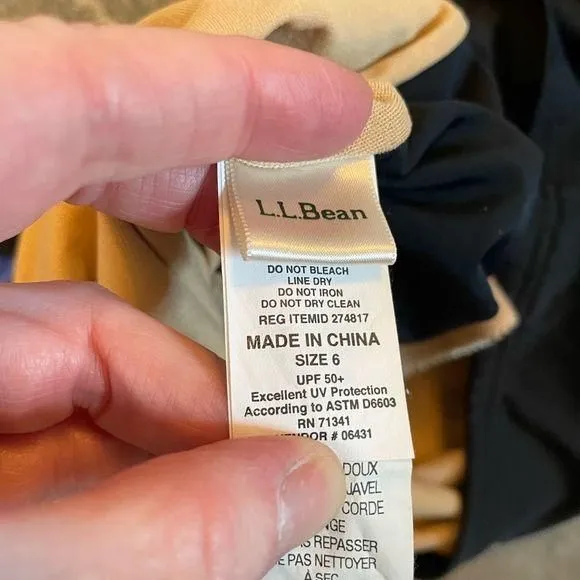 L.L.Bean
DO NOT BLEACH
LINE DRY
DO NOT IRON
DO NOT DRY CLEAN
REG ITEMID 274817
MADE IN CHINA
SIZE 6
UPF 50+
Excellent UV Protection
According to ASTM D6603
RN 71341
# 06431
DOUX
JAVEL
CORDE
REPASSER
PAS NETTOYER
À SEC